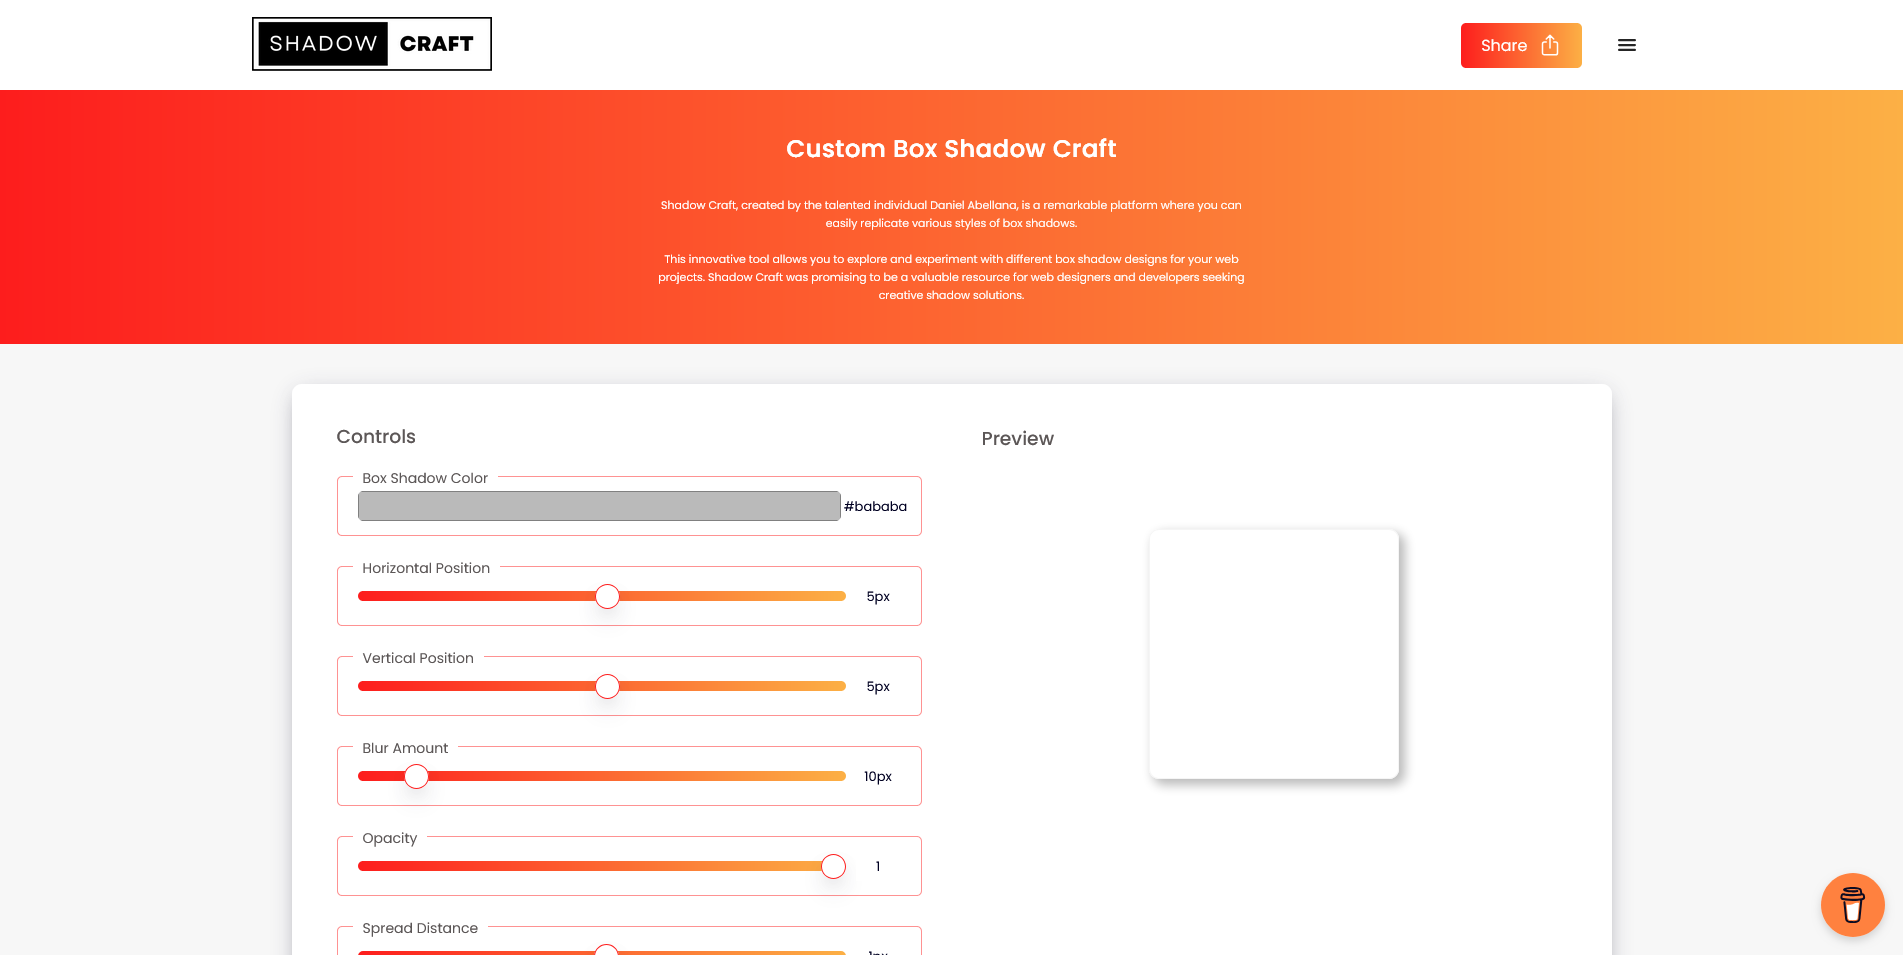 SHADOW CRAFT
Share
Custom Box Shadow Craft
Shadow Craft, created by the talented individual Daniel Abellana, is a remarkable platform where you can
easily replicate various styles of box shadows.
This innovative tool allows you to explore and experiment with different box shadow designs for your web
projects. Shadow Craft was promising to be a valuable resource for web designers and developers seeking
creative shadow solutions.
Controls
Box Shadow Color
#bababa
Horizontal Position
5px
Vertical Position
5px
Blur Amount
10px
Opacity
1
Spread Distance
1px
Preview